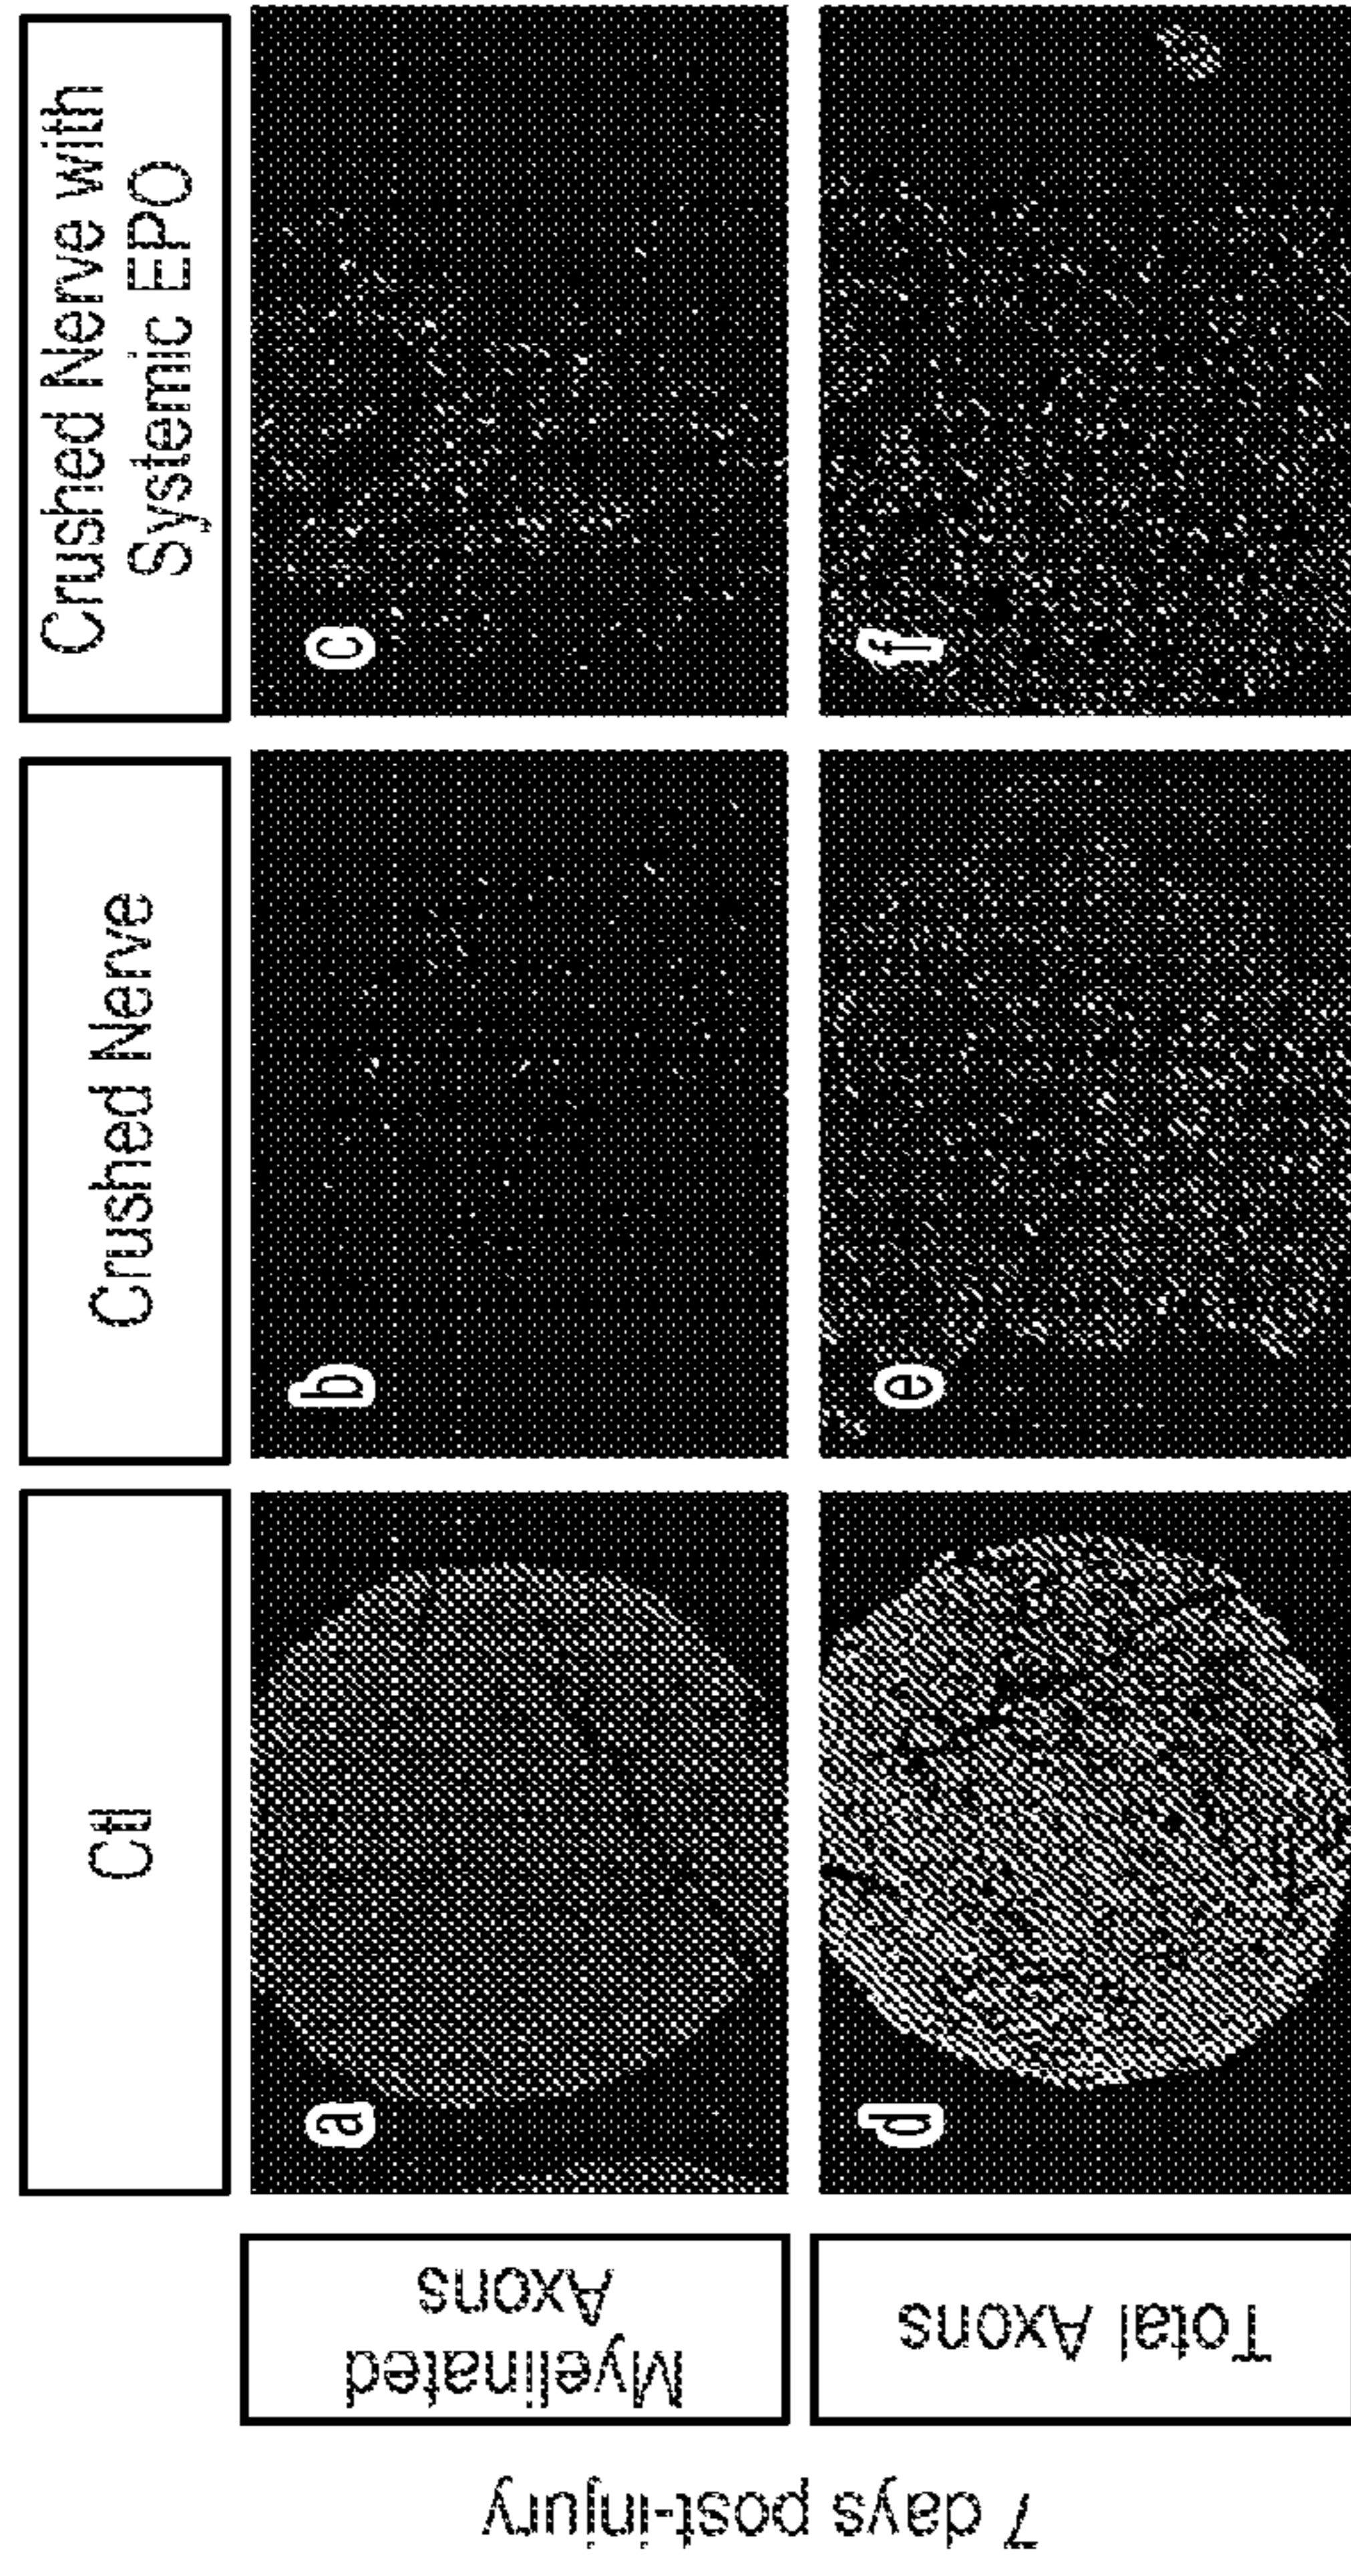 Ctl
Crushed Nerve
Crushed Nerve with
Systemic EPO
7 days post-injury
Myelinated
Axons
a
b
c
Total Axons
d
e
f